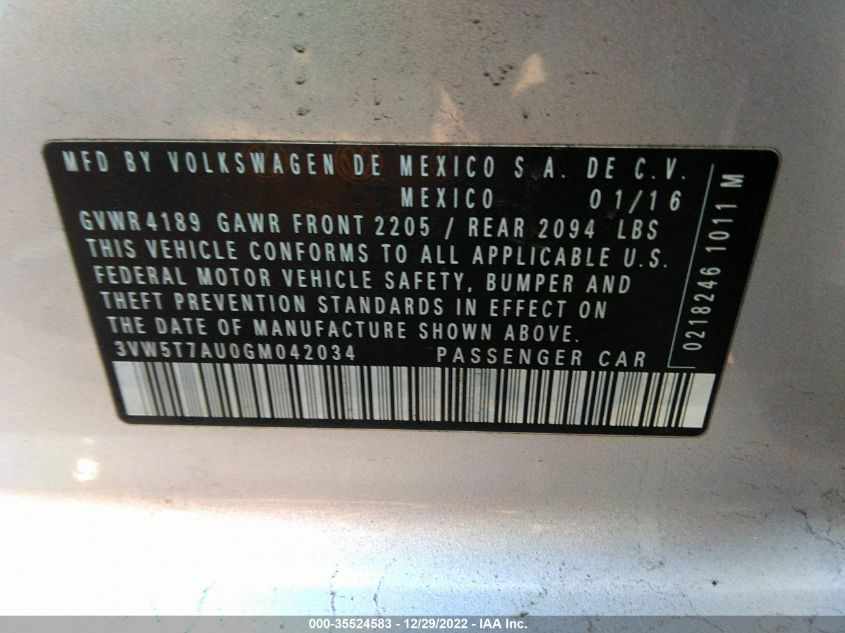 MFD BY VOLKSWAGEN DE MEXICO S.A. DE C.V.
MEXICO 01/16
GVWR 4189 GAWR FRONT 2205 / REAR 2094 LBS
THIS VEHICLE CONFORMS TO ALL APPLICABLE U.S.
FEDERAL MOTOR VEHICLE SAFETY, BUMPER AND
THEFT PREVENTION STANDARDS IN EFFECT ON
THE DATE OF MANUFACTURE SHOWN ABOVE.
3VW5T7AU0GM042034 PASSENGER CAR
0218246 1011 M
000-35524583 - 12/29/2022 - IAA Inc.